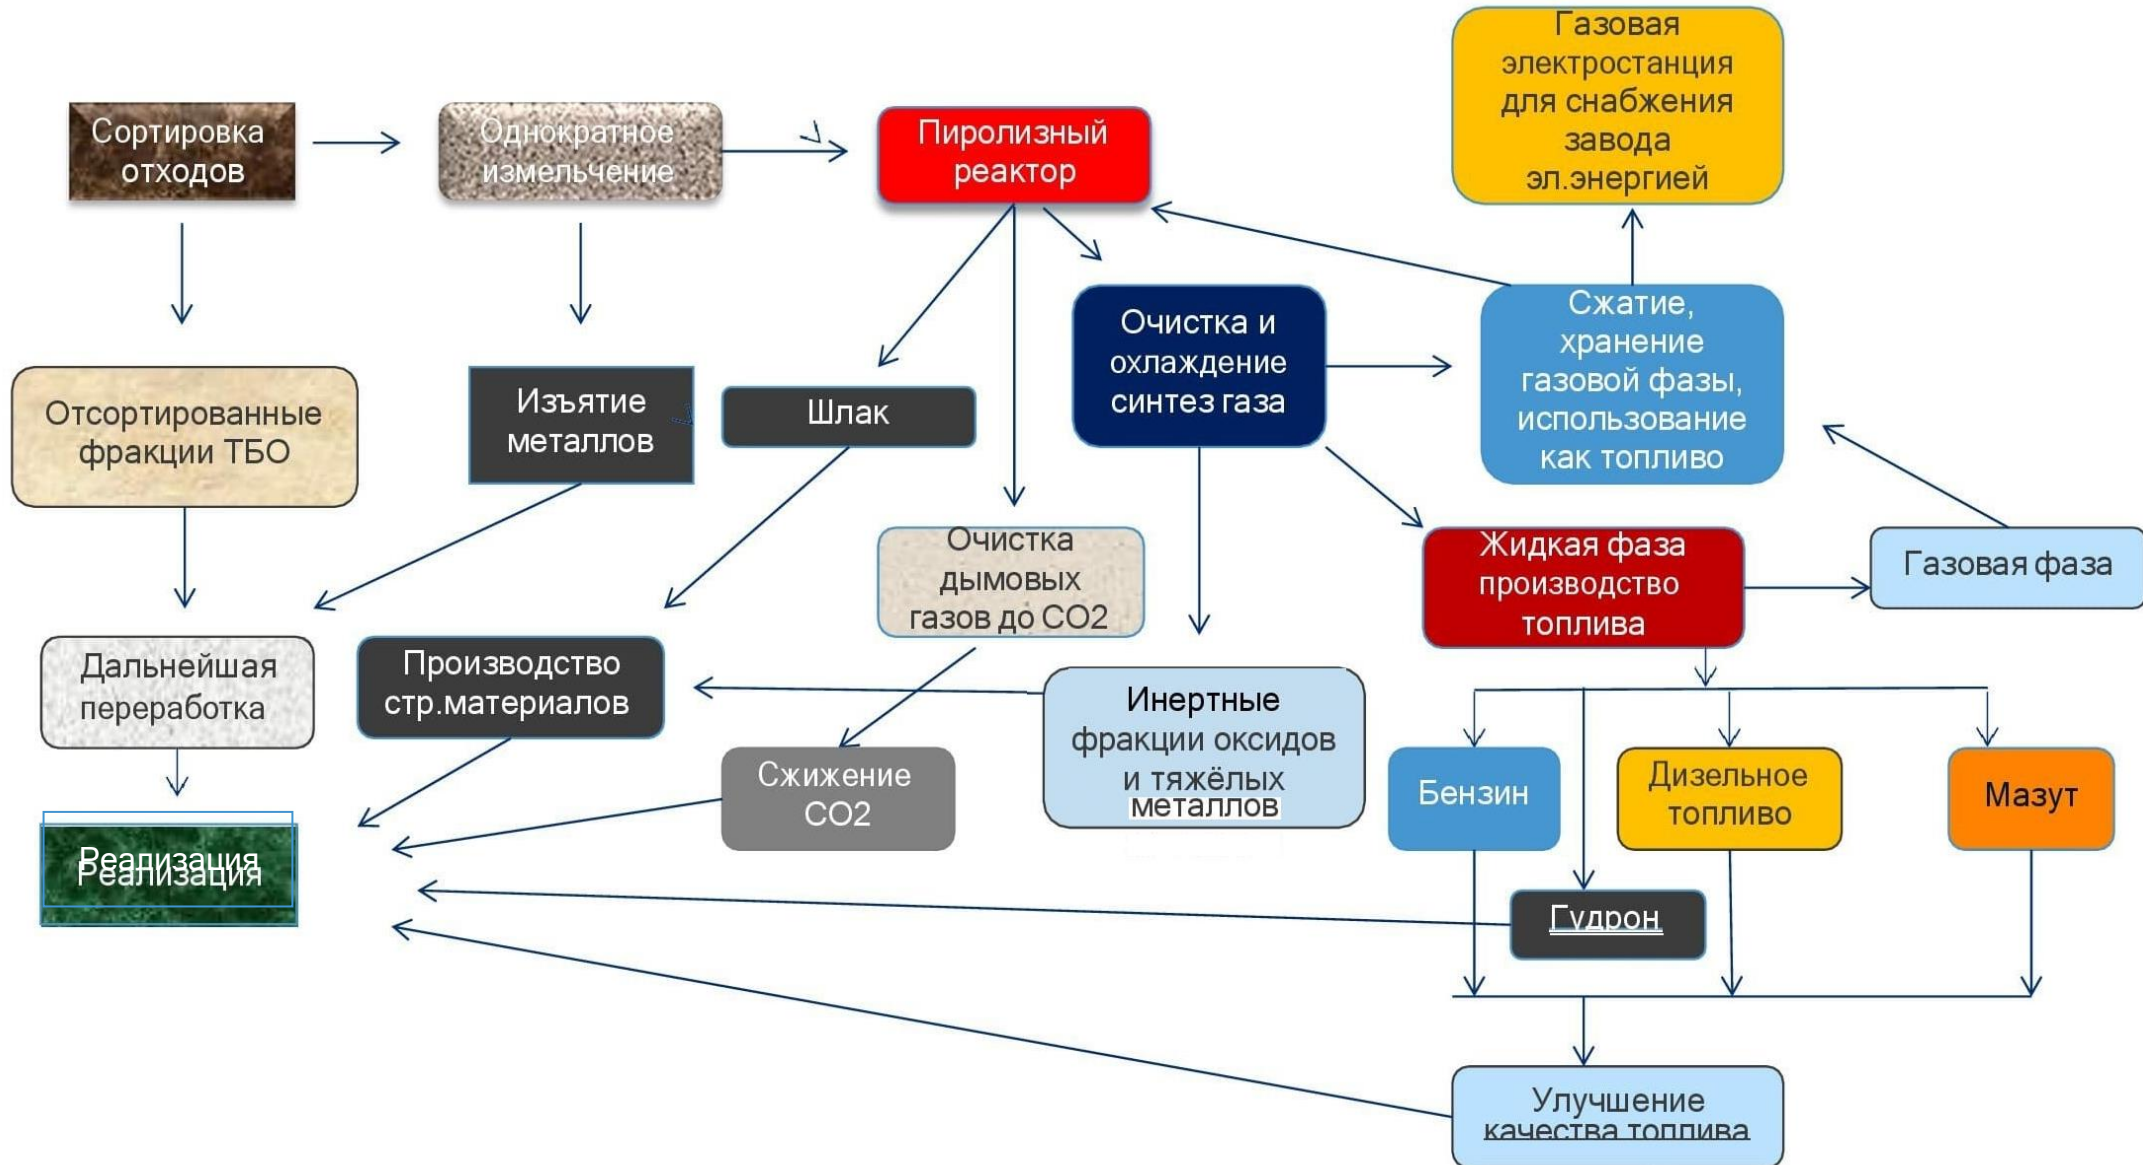 Газовая
электростанция
для снабжения
завода
эл.энергией
Сортировка
отходов
Однократное
измельчение
Пиролизный
реактор
Очистка и
охлаждение
синтез газа
Сжатие,
хранение
газовой фазы,
использование
как топливо
Отсортированные
фракции ТБО
Изъятие
металлов
Шлак
Очистка
дымовых
газов до СО2
Жидкая фаза
производство
топлива
Газовая фаза
Дальнейшая
переработка
Производство
стр.материалов
Инертные
фракции оксидов
и тяжёлых
металлов
Сжижение
СО2
Бензин
Дизельное
топливо
Мазут
Реализация
Реализация
Гудрон
Улучшение
качества топлива